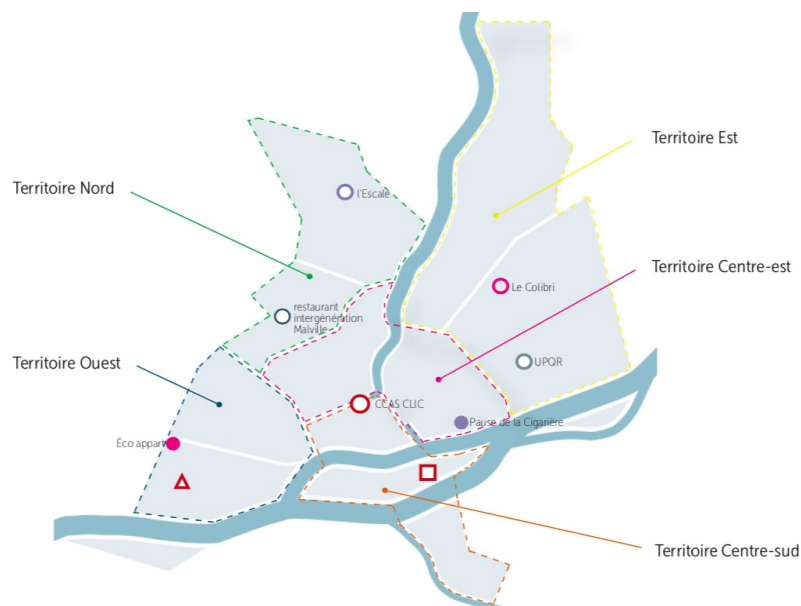 Territoire Est
Territoire Nord
l'Escale
Territoire Centre-est
Le Colibri
restaurant
intergénération
Malville
Territoire Ouest
UPQR
CCAS CLIC
Pause de la Cigarière
Éco appart
Territoire Centre-sud